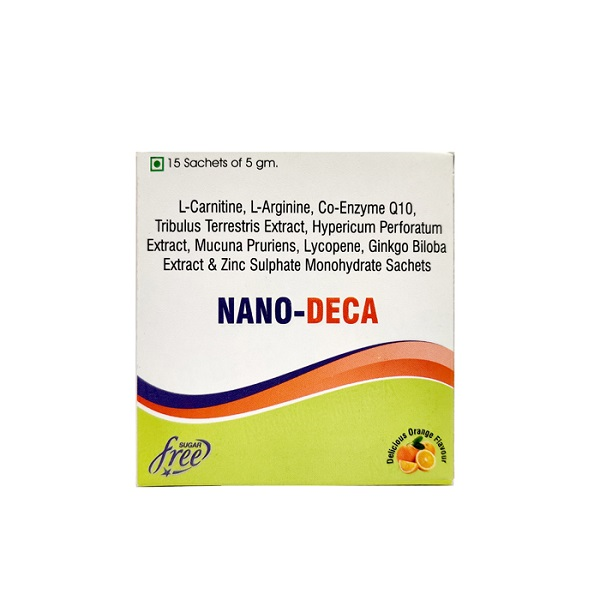 15 Sachets of 5 gm.
L-Carnitine, L-Arginine, Co-Enzyme Q10,
Tribulus Terrestris Extract, Hypericum Perforatum
Extract, Mucuna Pruriens, Lycopene, Ginkgo Biloba
Extract & Zinc Sulphate Monohydrate Sachets
NANO-DECA
SUGAR
free
Delicious Orange Flavour